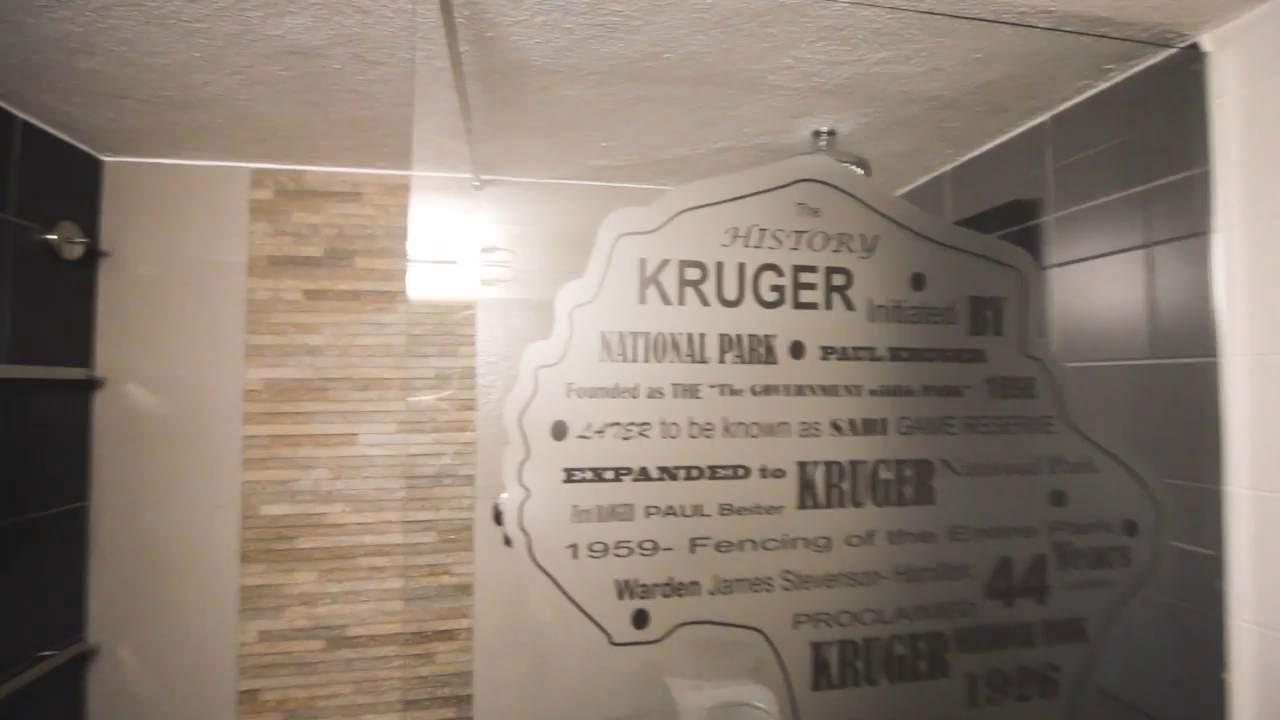 The
HISTORY
KRUGER Initiated BY
NATIONAL PARK • PAUL KRUGER
Founded as THE "The GOVERNMENT wildlife PARK" 1898
• LATER to be known as SABI GAME RESERVE
EXPANDED to KRUGER National Park
PAUL Bester
1959- Fencing of the Entire Park
Warden James Stevenson- Hamilton 44 Years
PROCLAIMED
KRUGER NATIONAL PARK
1926